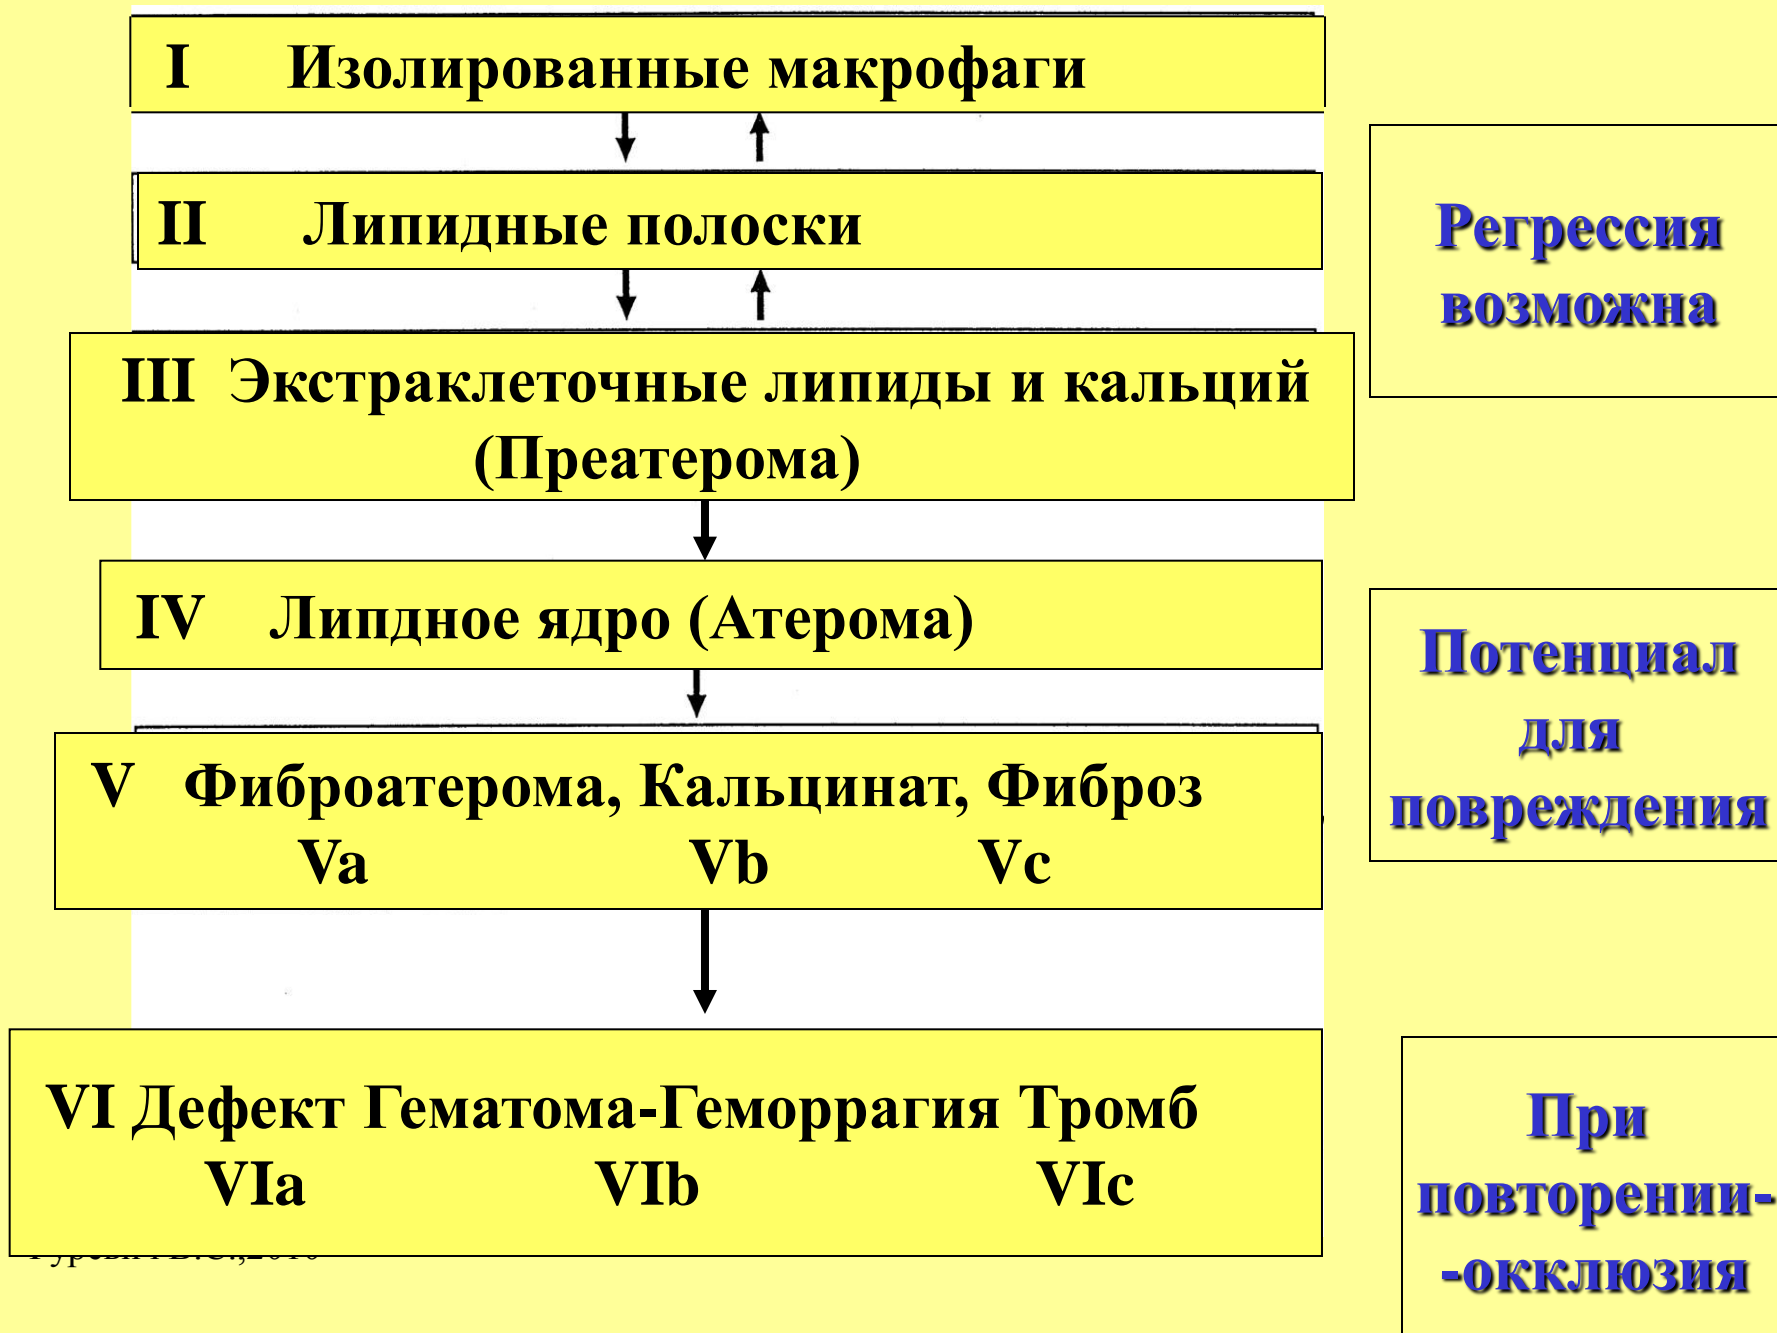 I Изолированные макрофаги
II Липидные полоски
III Экстраклеточные липиды и кальций
(Преатерома)
IV Липдное ядро (Атерома)
V Фиброатерома, Кальцинат, Фиброз
Va Vb Vc
VI Дефект Гематома-Геморрагия Тромб
VIa VIb VIc
Регрессия
возможна
Потенциал
для
повреждения
При
повторении-
-окклюзия